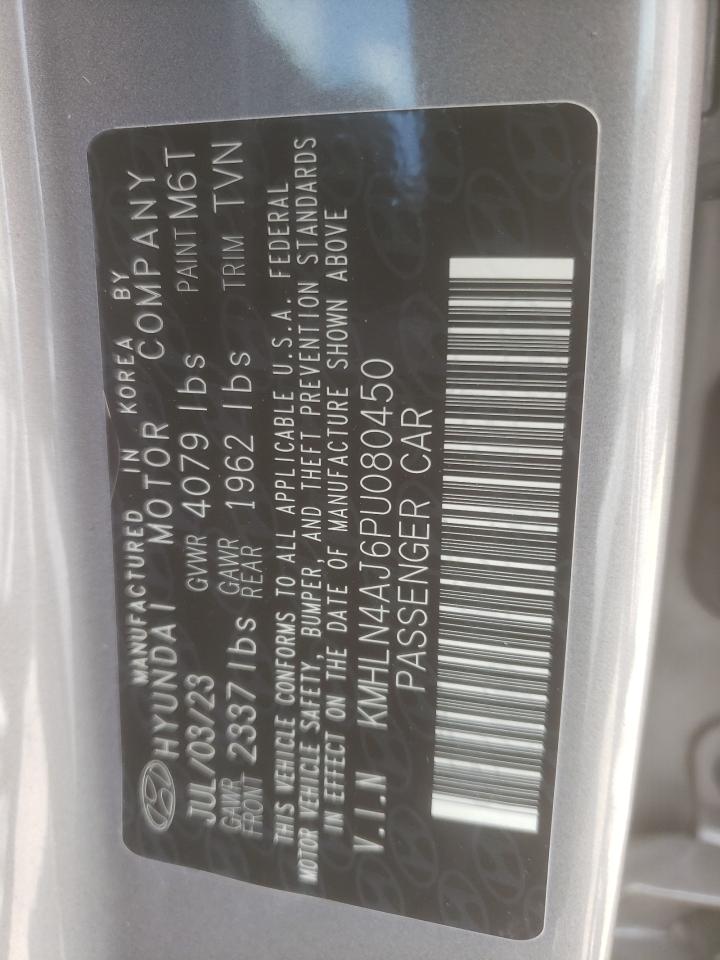 MANUFACTURED IN KOREA BY
HYUNDAI MOTOR COMPANY
JUL/03/23 GVWR 4079 lbs PAINT M6T
GAWR FRONT 2337 lbs GAWR REAR 1962 lbs TRIM TVN
THIS VEHICLE CONFORMS TO ALL APPLICABLE U.S.A. FEDERAL
MOTOR VEHICLE SAFETY, BUMPER, AND THEFT PREVENTION STANDARDS
IN EFFECT ON THE DATE OF MANUFACTURE SHOWN ABOVE
V.I.N KMHLN4AJ6PU080450
PASSENGER CAR